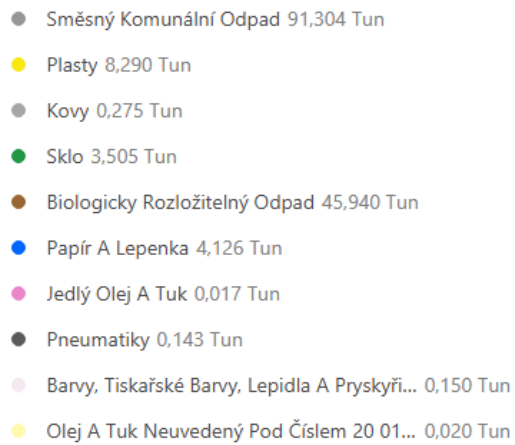 Směsný Komunální Odpad 91,304 Tun
Plasty 8,290 Tun
Kovy 0,275 Tun
Sklo 3,505 Tun
Biologicky Rozložitelný Odpad 45,940 Tun
Papír A Lepenka 4,126 Tun
Jedlý Olej A Tuk 0,017 Tun
Pneumatiky 0,143 Tun
Barvy, Tiskařské Barvy, Lepidla A Pryskyři... 0,150 Tun
Olej A Tuk Neuvedený Pod Číslem 20 01... 0,020 Tun